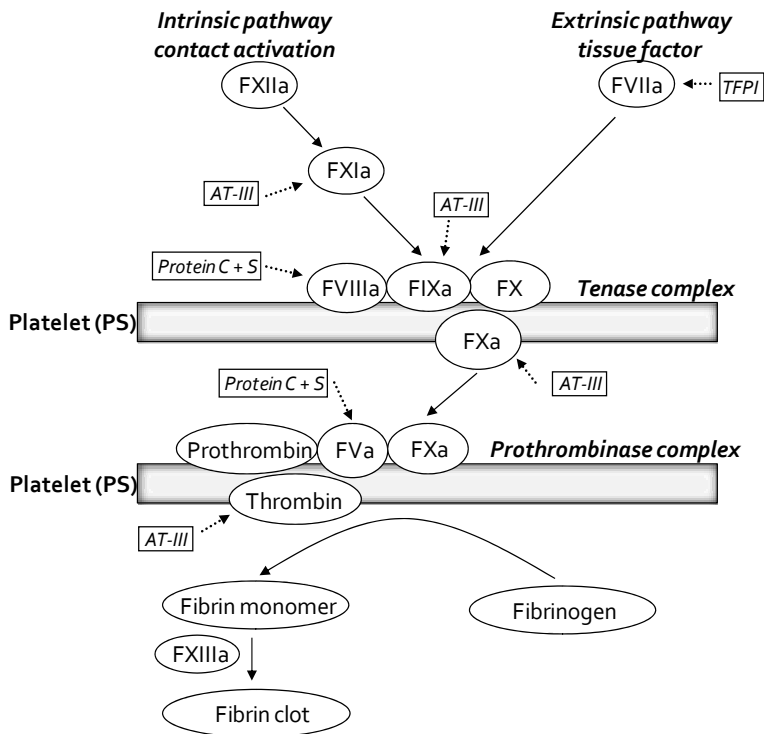 Intrinsic pathway
contact activation
Extrinsic pathway
tissue factor
FXIIa
FVIIa
TFPI
FXIa
AT-III
AT-III
Protein C + S
FVIIIa
FIXa
FX
Tenase complex
Platelet (PS)
FXa
Protein C + S
AT-III
Prothrombin
FVa
FXa
Prothrombinase complex
Platelet (PS)
Thrombin
AT-III
Fibrin monomer
Fibrinogen
FXIIIa
Fibrin clot